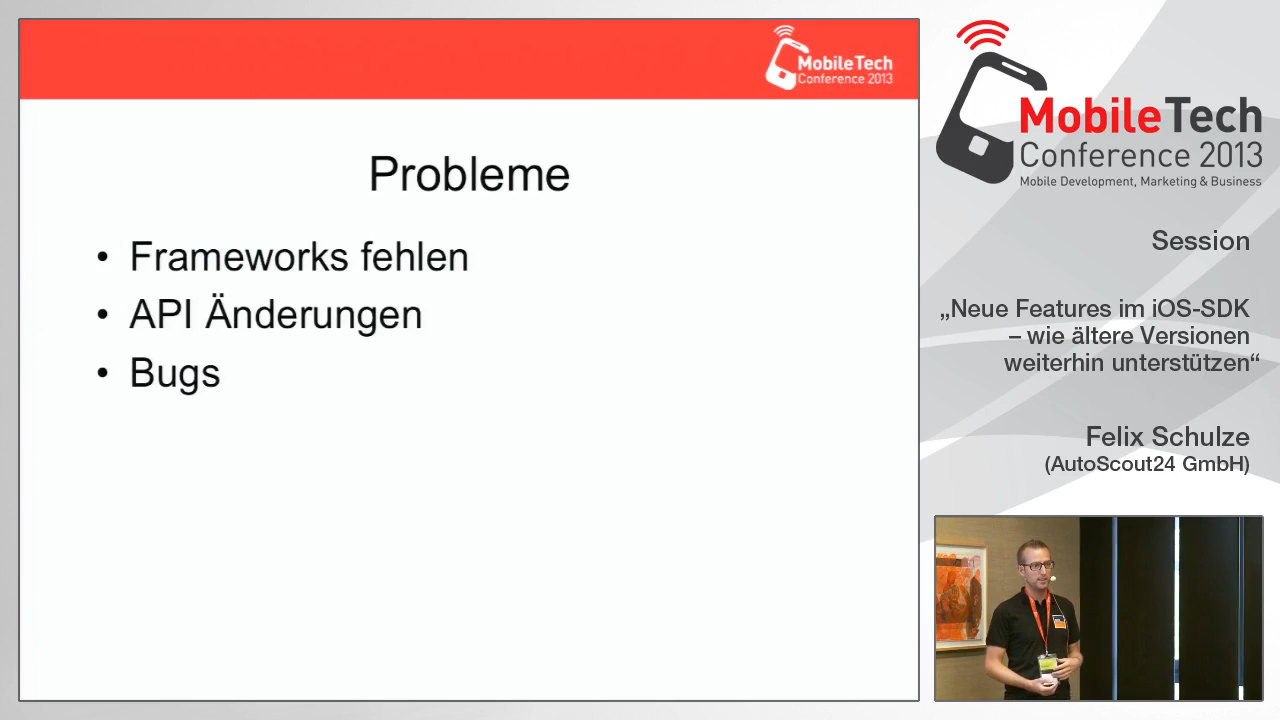 MobileTech
Conference 2013
Probleme
• Frameworks fehlen
• API Änderungen
• Bugs
MobileTech
Conference 2013
Mobile Development, Marketing & Business
Session
„Neue Features im iOS-SDK
– wie ältere Versionen
weiterhin unterstützen“
Felix Schulze
(AutoScout24 GmbH)